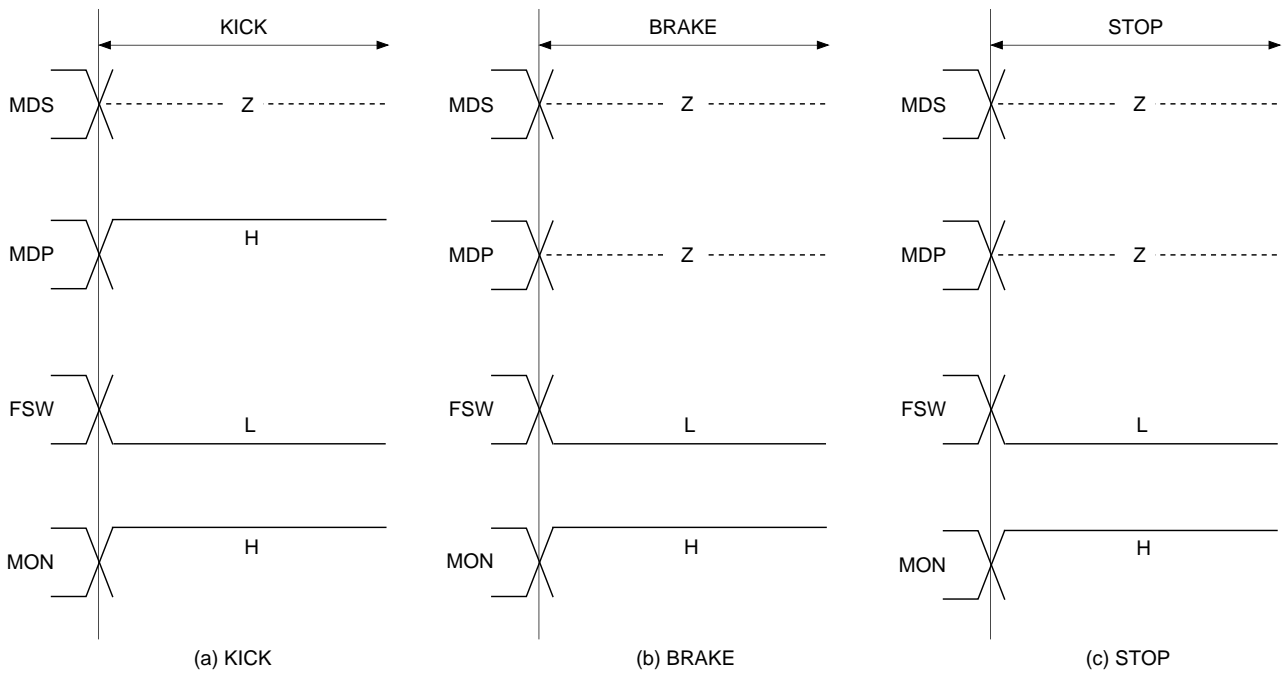 KICK
MDS
Z
MDP
H
FSW
L
MON
H
(a) KICK
BRAKE
MDS
Z
MDP
Z
FSW
L
MON
H
(b) BRAKE
STOP
MDS
Z
MDP
Z
FSW
L
MON
H
(c) STOP